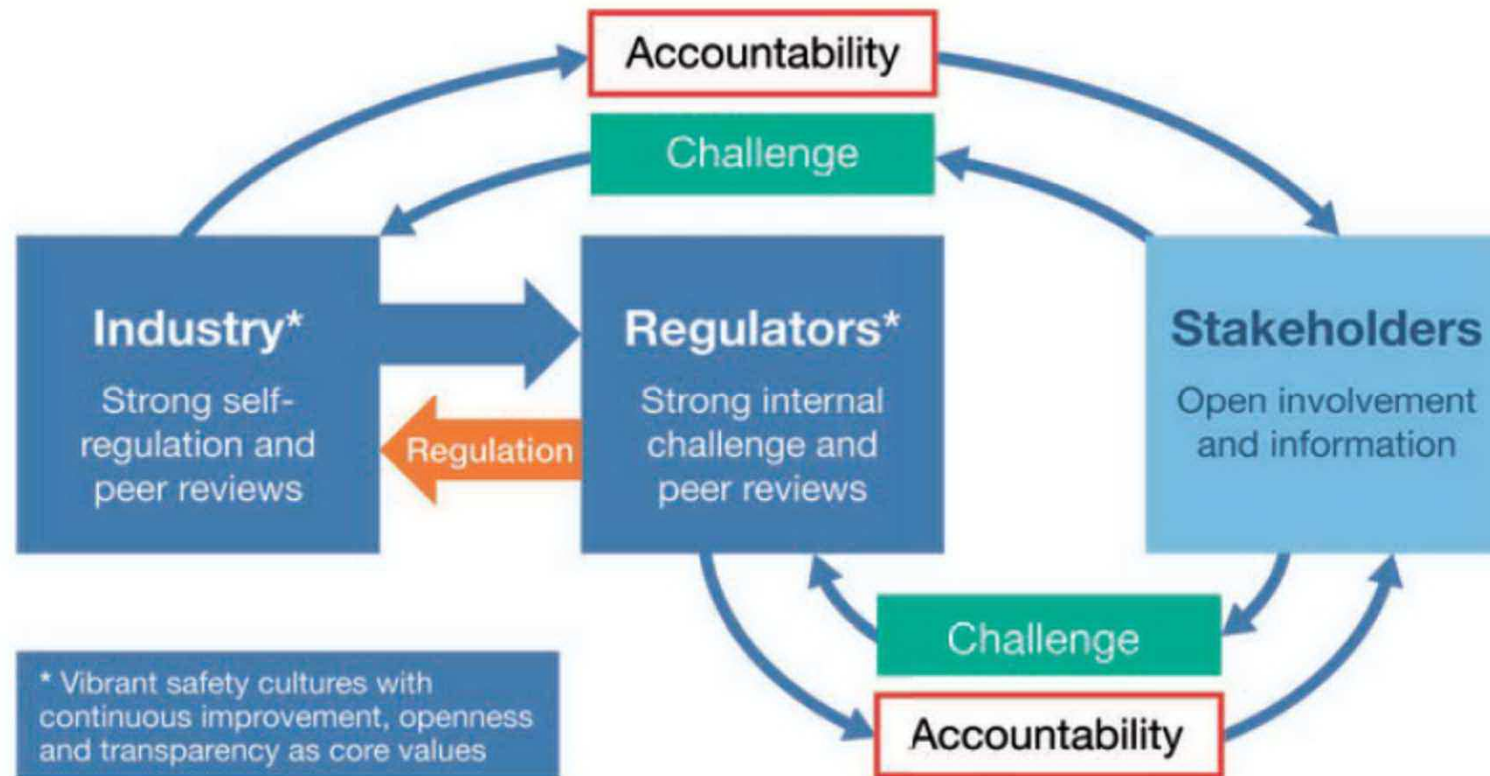 Accountability
Challenge
Industry*
Strong self-
regulation and
peer reviews
Regulation
Regulators*
Strong internal
challenge and
peer reviews
Stakeholders
Open involvement
and information
Challenge
Accountability
* Vibrant safety cultures with
continuous improvement, openness
and transparency as core values